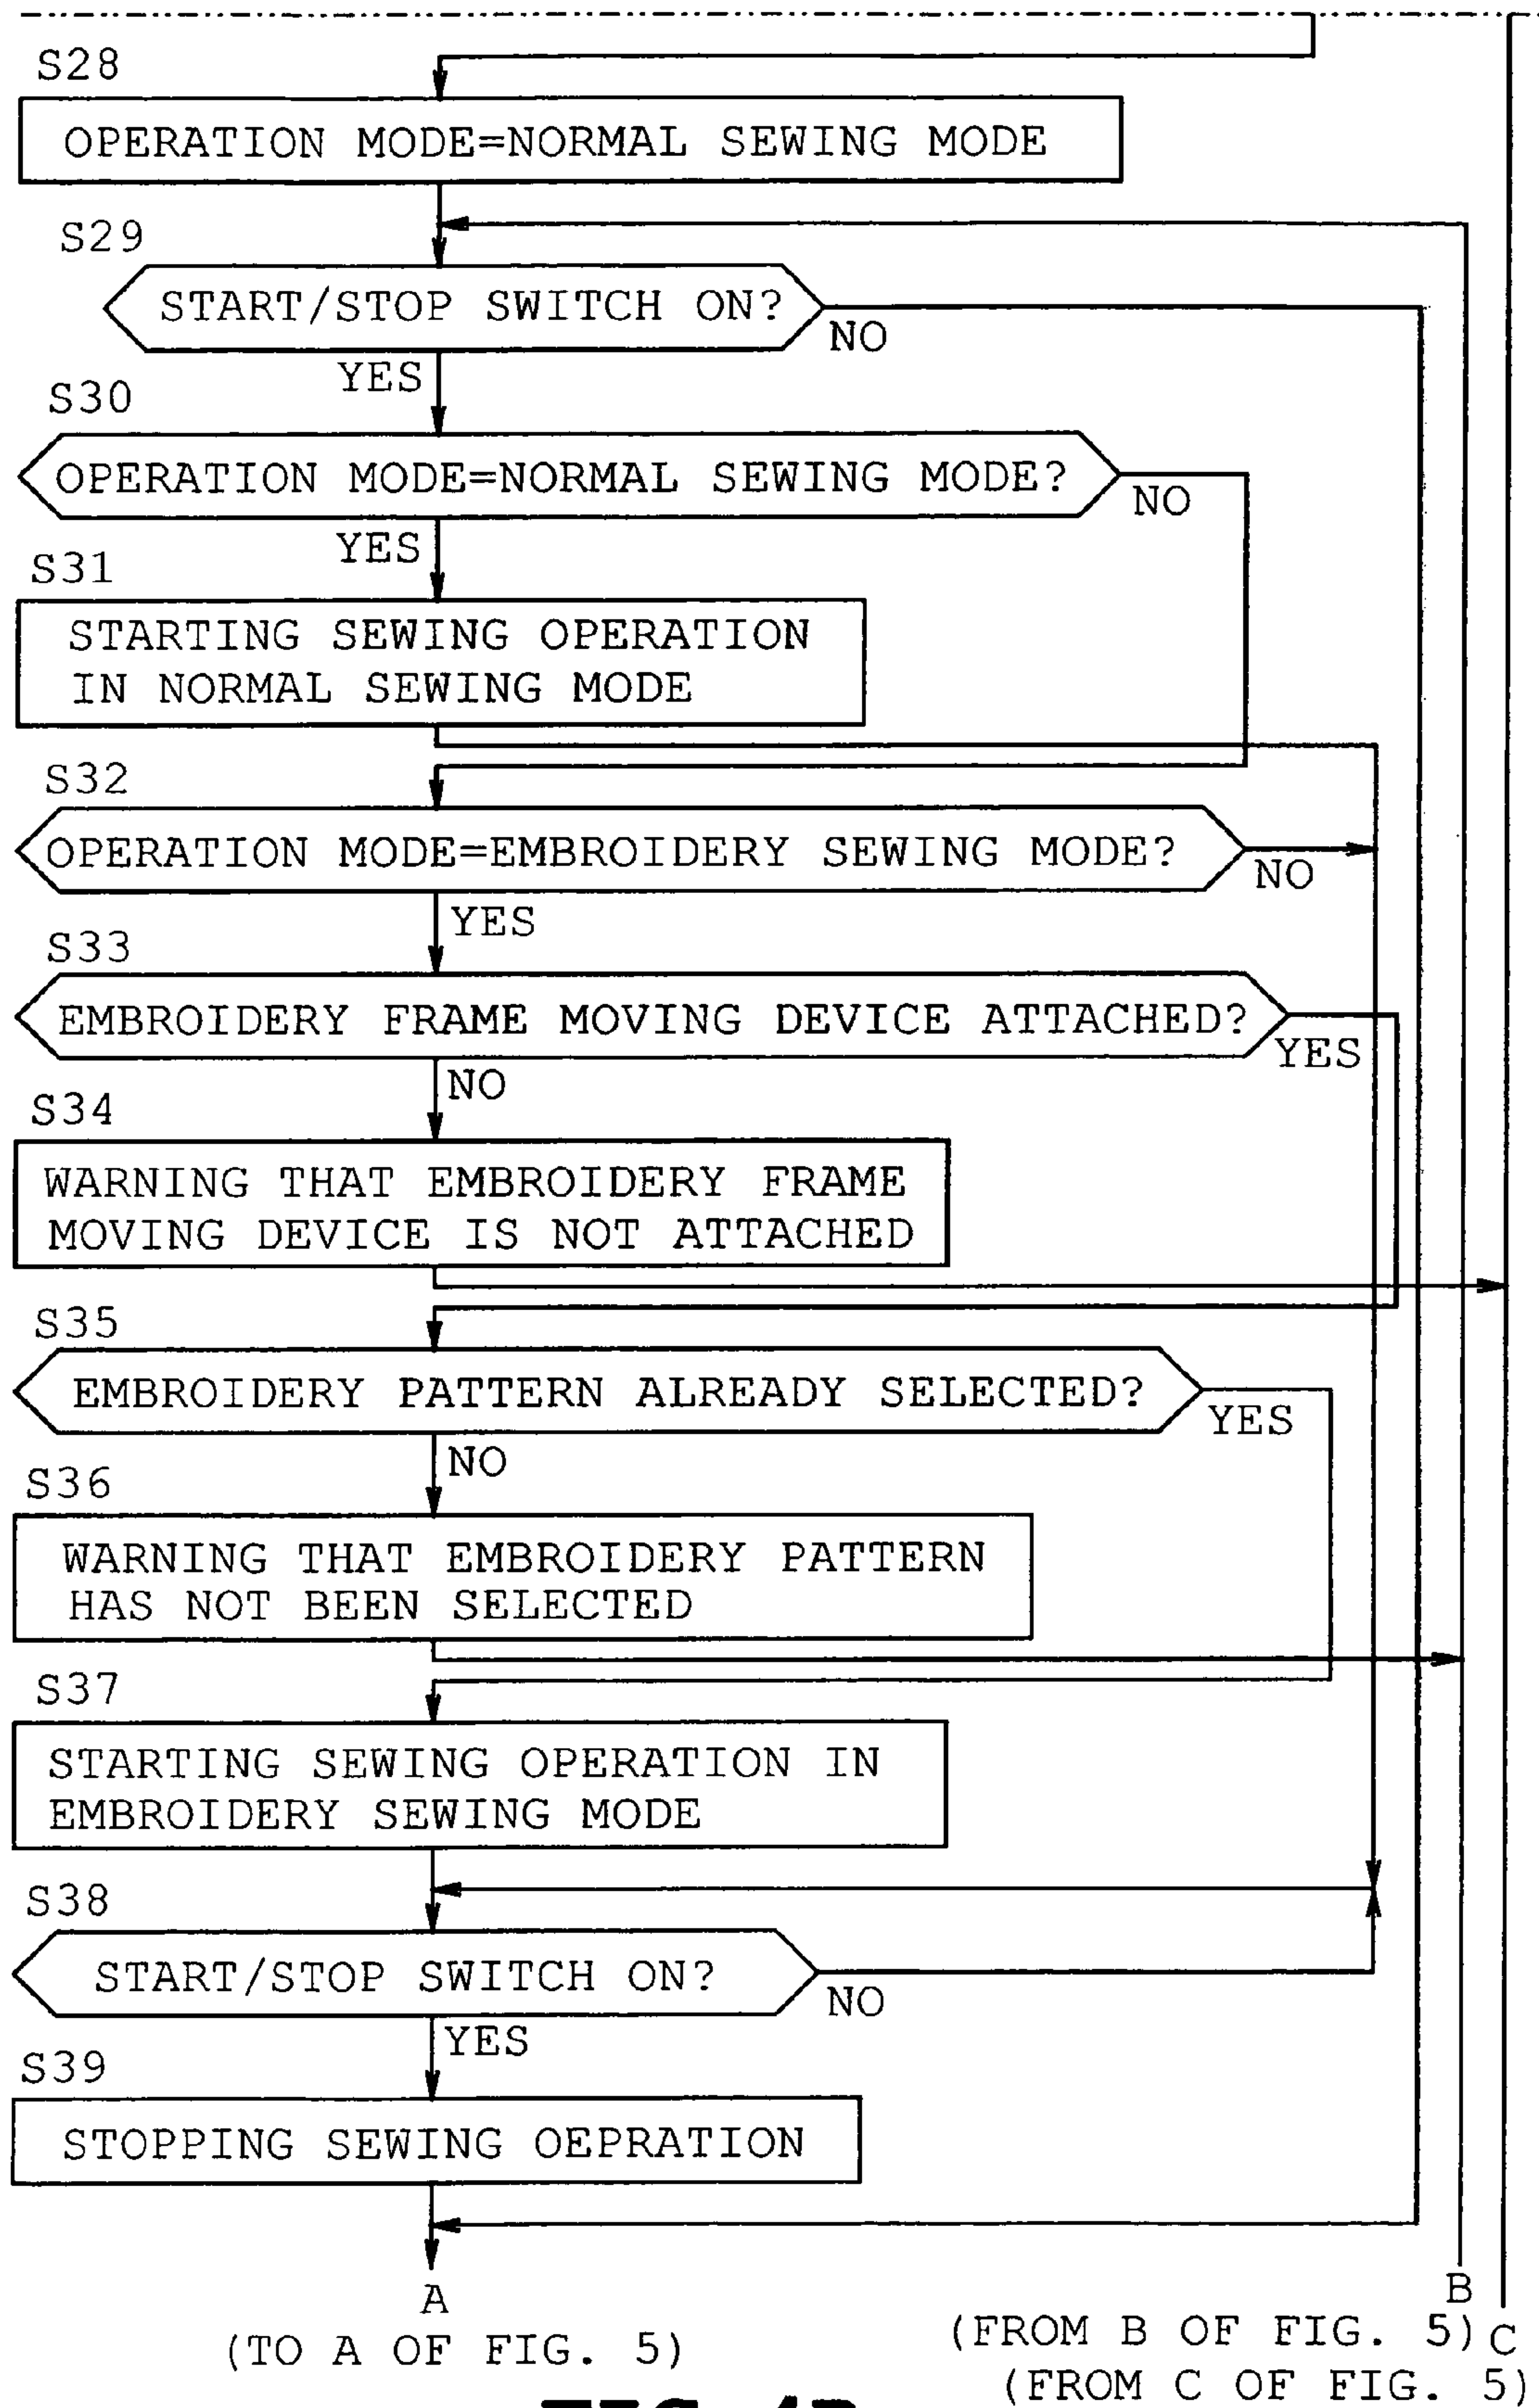 S28
OPERATION MODE=NORMAL SEWING MODE
S29
START/STOP SWITCH ON?
NO
YES
S30
OPERATION MODE=NORMAL SEWING MODE?
NO
YES
S31
STARTING SEWING OPERATION
IN NORMAL SEWING MODE
S32
OPERATION MODE=EMBROIDERY SEWING MODE?
NO
YES
S33
EMBROIDERY FRAME MOVING DEVICE ATTACHED?
YES
NO
S34
WARNING THAT EMBROIDERY FRAME
MOVING DEVICE IS NOT ATTACHED
S35
EMBROIDERY PATTERN ALREADY SELECTED?
YES
NO
S36
WARNING THAT EMBROIDERY PATTERN
HAS NOT BEEN SELECTED
S37
STARTING SEWING OPERATION IN
EMBROIDERY SEWING MODE
S38
START/STOP SWITCH ON?
NO
YES
S39
STOPPING SEWING OEPRATION
A
(TO A OF FIG. 5)
B
(FROM B OF FIG. 5)
C
(FROM C OF FIG. 5)